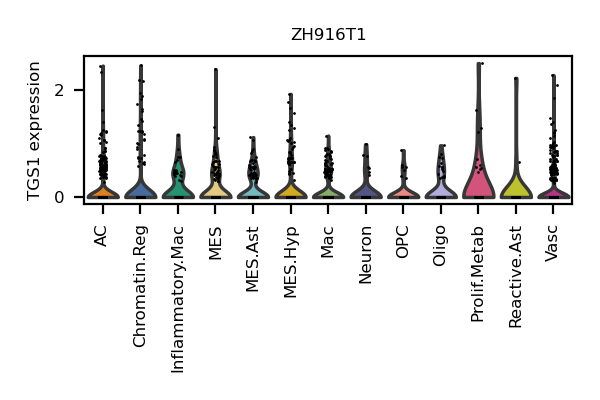 ZH916T1
TGS1 expression
2
0
AC
Chromatin.Reg
Inflammatory.Mac
MES
MES.Ast
MES.Hyp
Mac
Neuron
OPC
Oligo
Prolif.Metab
Reactive.Ast
Vasc